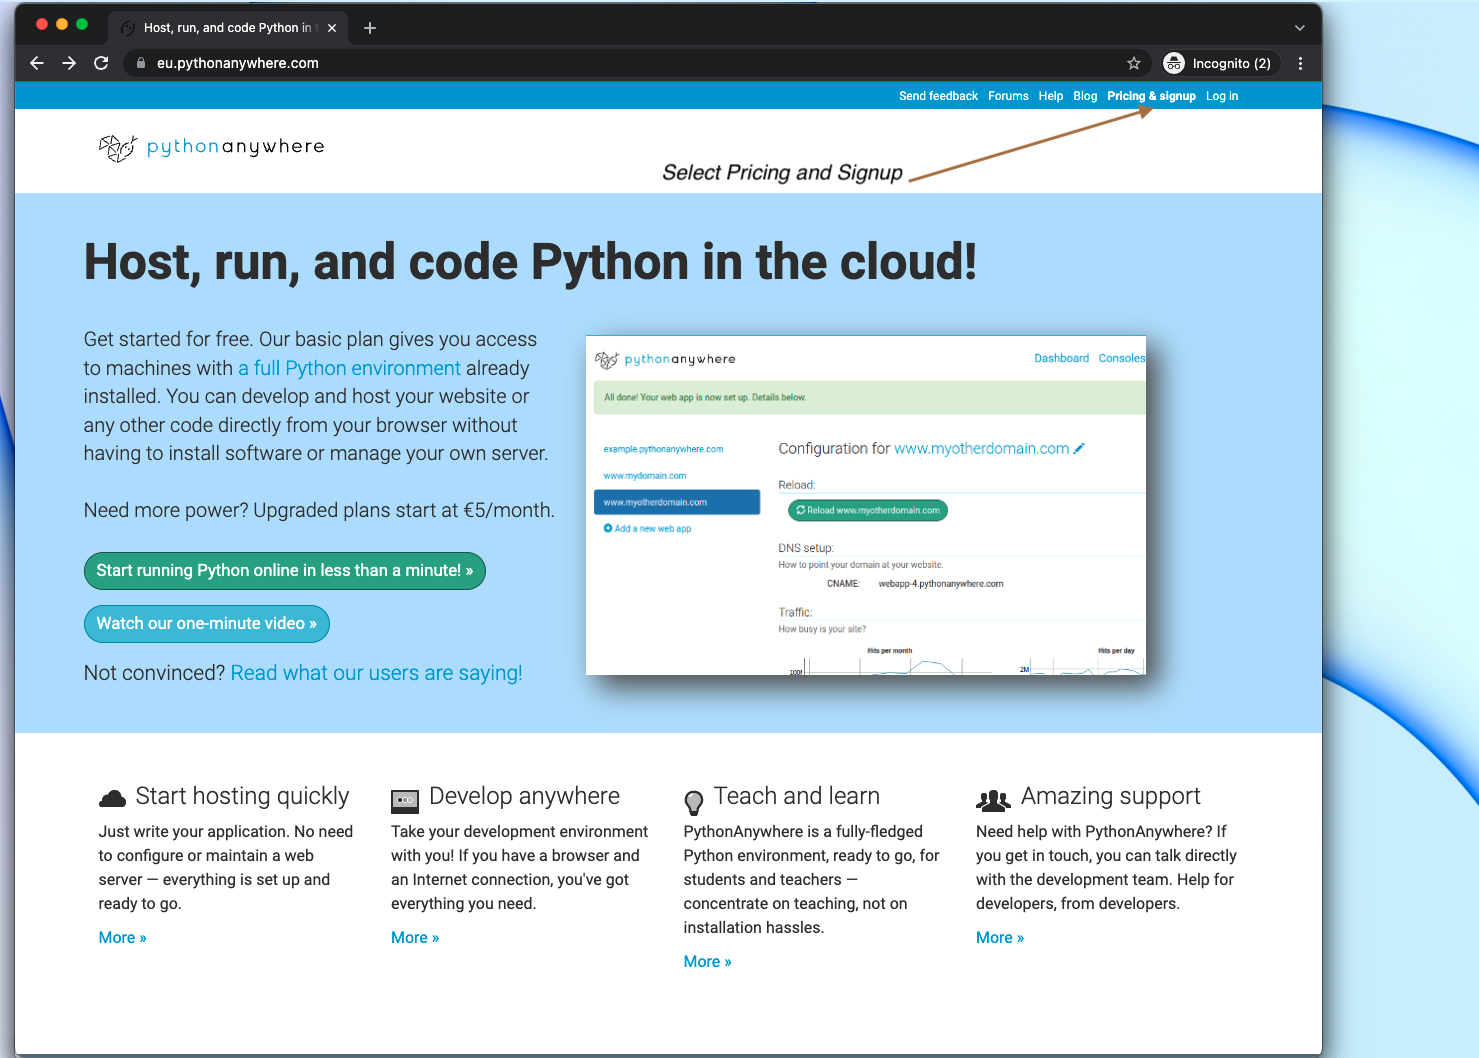 Host, run, and code Python in t
eu.pythonanywhere.com
Incognito (2)
Send feedback Forums Help Blog Pricing & signup Log in
pythonanywhere
Select Pricing and Signup
Host, run, and code Python in the cloud!
Get started for free. Our basic plan gives you access
to machines with a full Python environment already
installed. You can develop and host your website or
any other code directly from your browser without
having to install software or manage your own server.
Need more power? Upgraded plans start at €5/month.
Start running Python online in less than a minute! »
Watch our one-minute video »
Not convinced? Read what our users are saying!
pythonanywhere
Dashboard Consoles
All done! Your web app is now set up. Details below.
example.pythonanywhere.com
www.mydomain.com
www.myotherdomain.com
Add a new web app
Configuration for www.myotherdomain.com
Reload:
Reload www.myotherdomain.com
DNS setup:
How to point your domain at your website.
CNAME: webapp-4.pythonanywhere.com
Traffic:
How busy is your site?
Hits per month
Hits per day
2M
Start hosting quickly
Just write your application. No need
to configure or maintain a web
server — everything is set up and
ready to go.
More »
Develop anywhere
Take your development environment
with you! If you have a browser and
an Internet connection, you've got
everything you need.
More »
Teach and learn
PythonAnywhere is a fully-fledged
Python environment, ready to go, for
students and teachers —
concentrate on teaching, not on
installation hassles.
More »
Amazing support
Need help with PythonAnywhere? If
you get in touch, you can talk directly
with the development team. Help for
developers, from developers.
More »